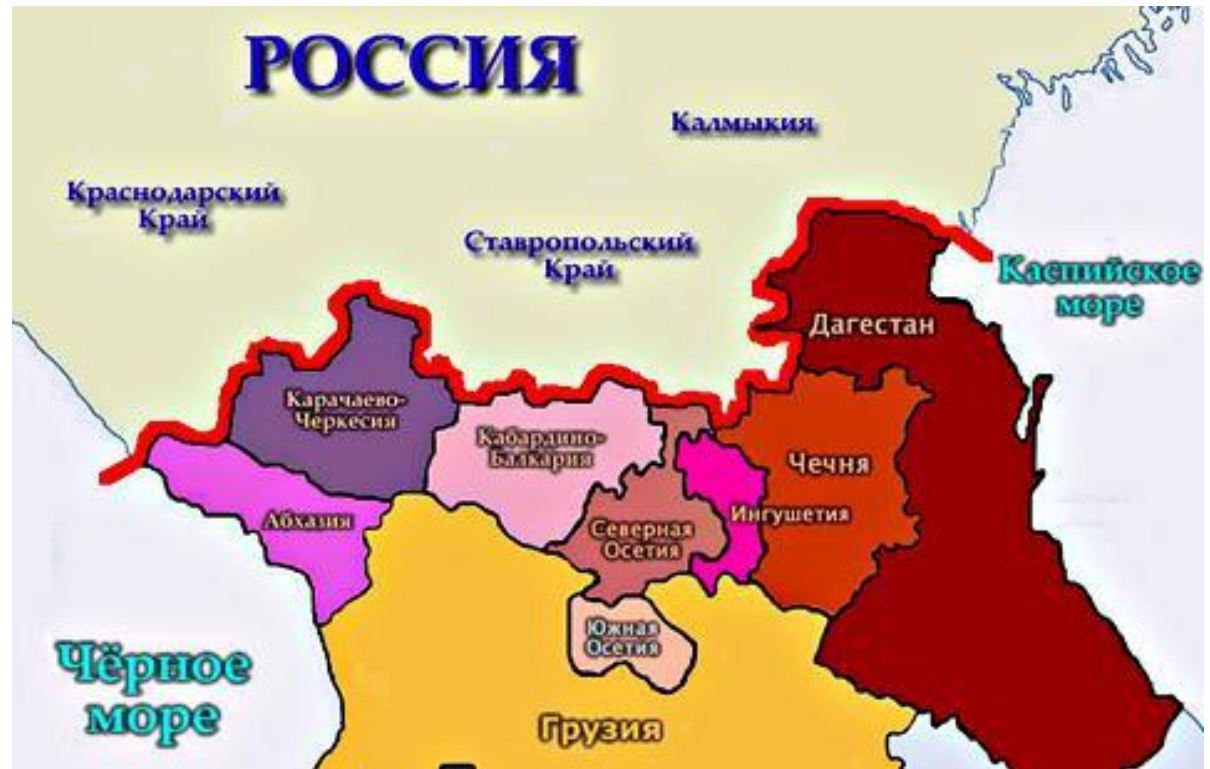 РОССИЯ
Калмыкия
Краснодарский
Край
Ставропольский
Край
Каспийское
море
Дагестан
Карачаево-
Черкесия
Кабардино-
Балкария
Чечня
Абхазия
Ингушетия
Северная
Осетия
Южная
Осетия
Чёрное
море
Грузия